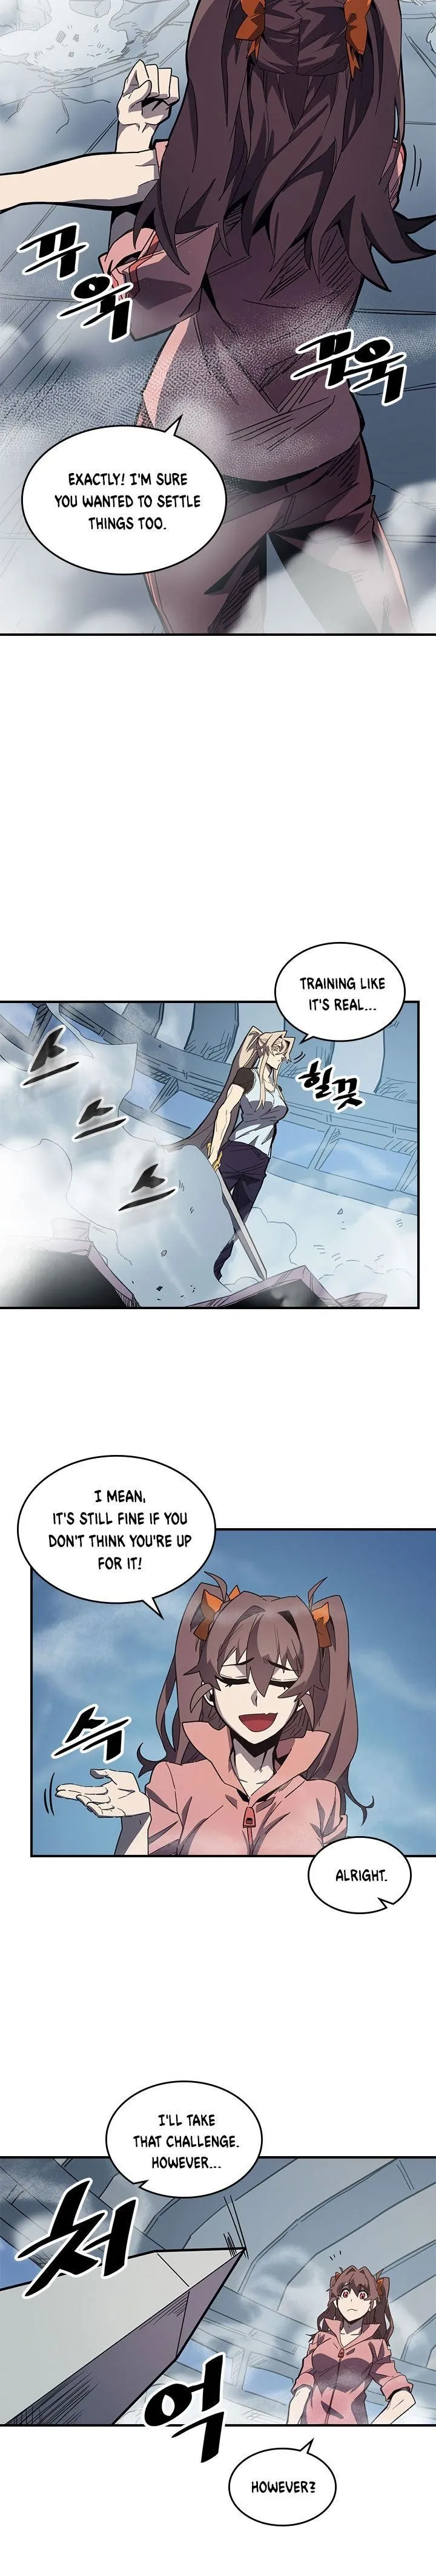 꾸욱
꾸욱
EXACTLY! I'M SURE
YOU WANTED TO SETTLE
THINGS TOO.
TRAINING LIKE
IT'S REAL...
힐끗
스
스
스
I MEAN,
IT'S STILL FINE IF YOU
DON'T THINK YOU'RE UP
FOR IT!
슥
ALRIGHT.
I'LL TAKE
THAT CHALLENGE.
HOWEVER...
처
억
HOWEVER?